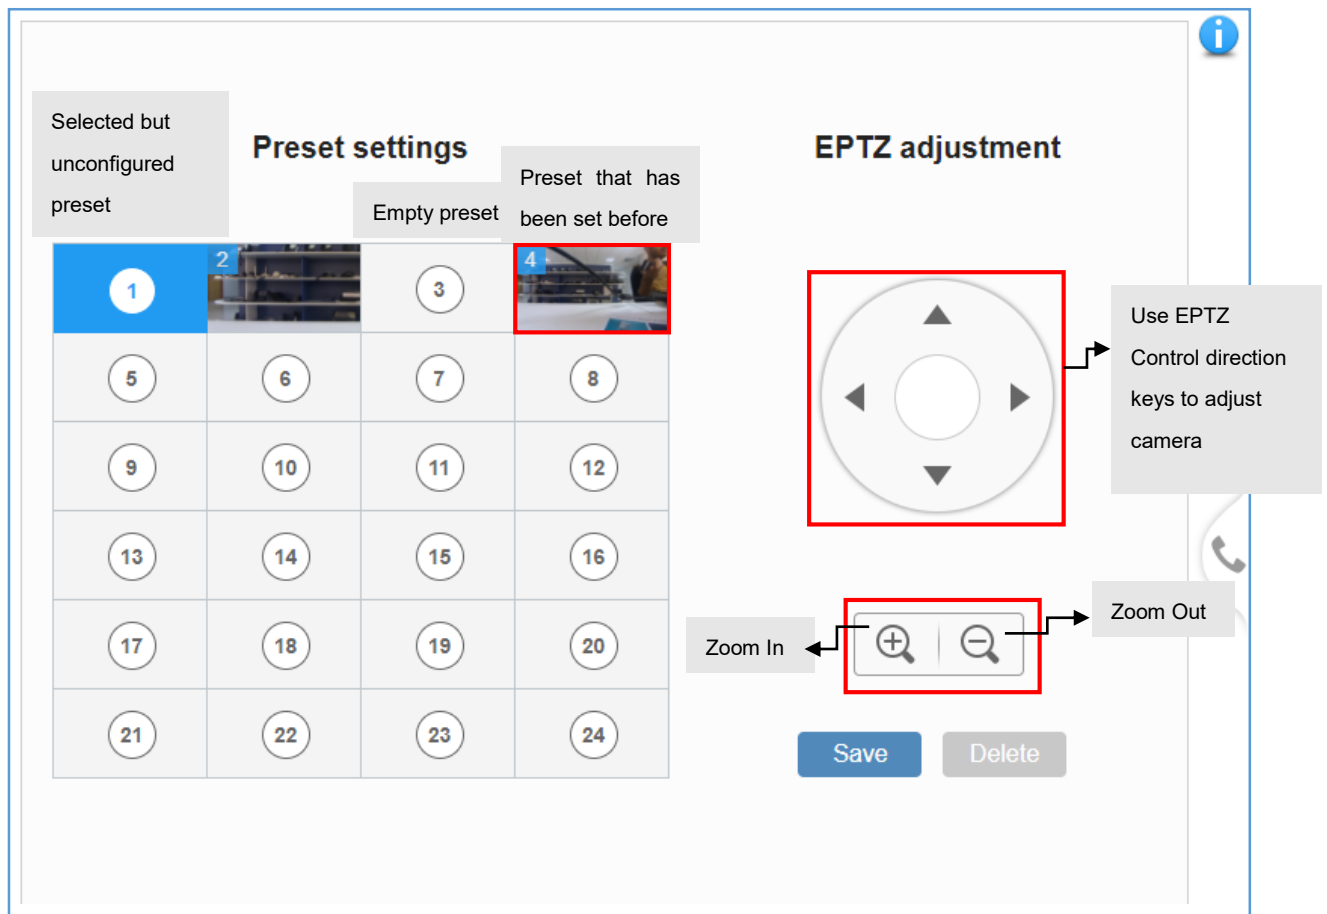 i
Selected but
unconfigured
preset
Preset settings
Empty preset
Preset that has
been set before
EPTZ adjustment
1
2
3
4
5
6
7
8
9
10
11
12
13
14
15
16
17
18
19
20
21
22
23
24
Use EPTZ
Control direction
keys to adjust
camera
Zoom In
Zoom Out
Save
Delete